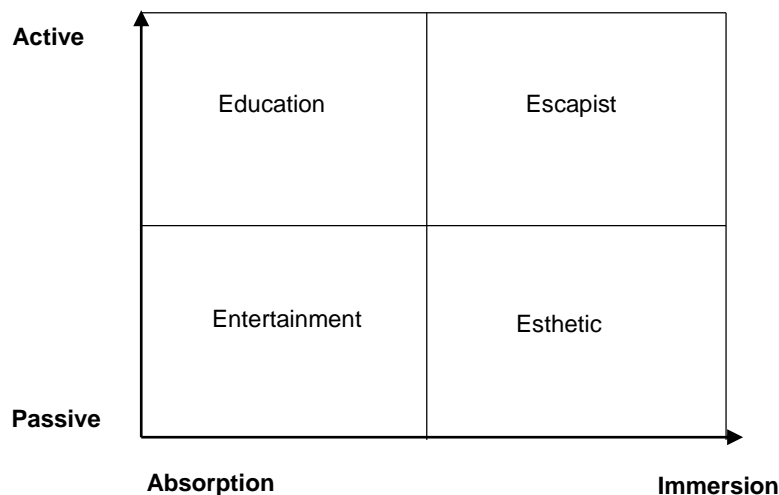 Active
Education
Escapist
Entertainment
Esthetic
Passive
Absorption
Immersion